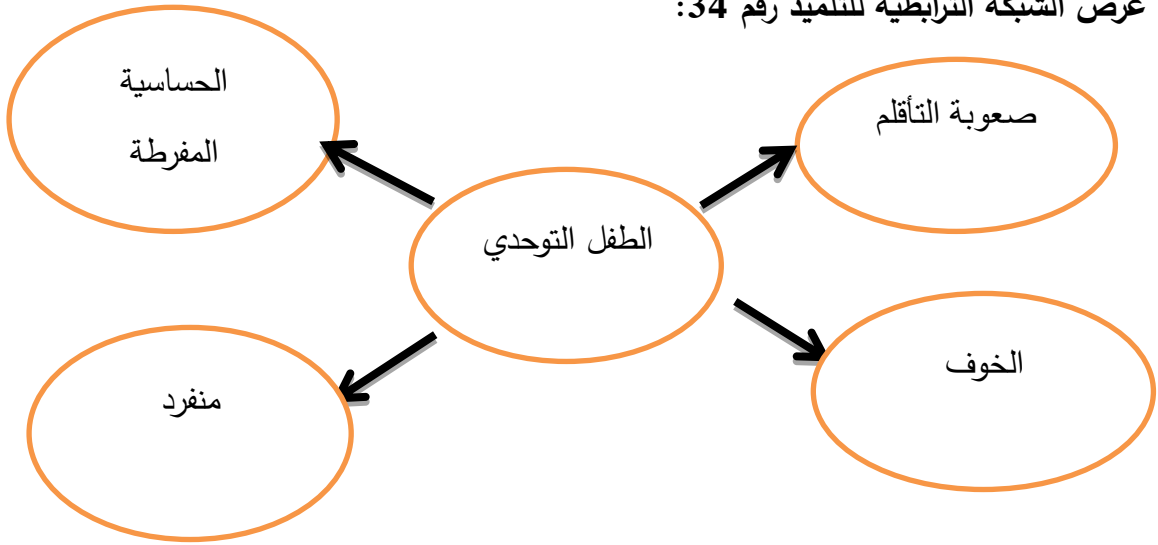 عرض الشبكة الترابطية للتلميذ رقم 34:
صعوبة التأقلم
الحساسية
المفرطة
الطفل التوحدي
الخوف
منفرد